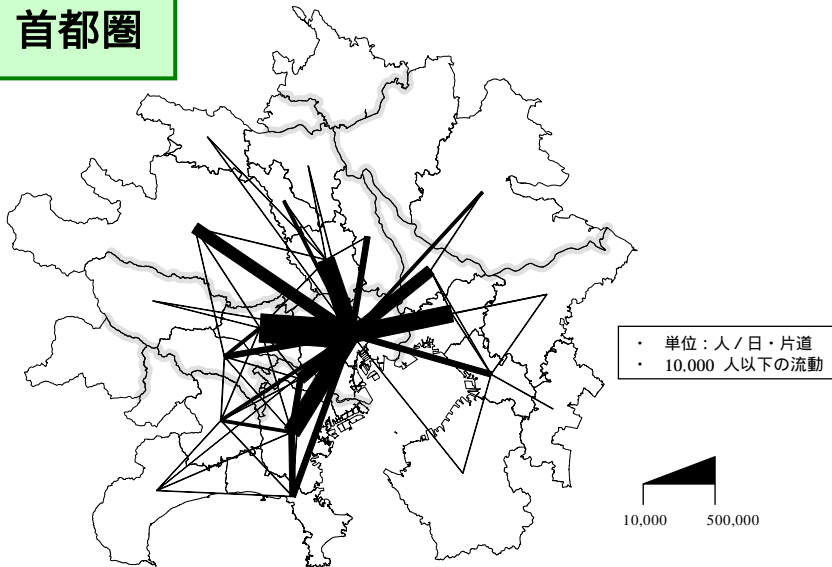 首都圏
・ 単位：人 / 日・片道
・ 10,000 人以下の流動
10,000 500,000